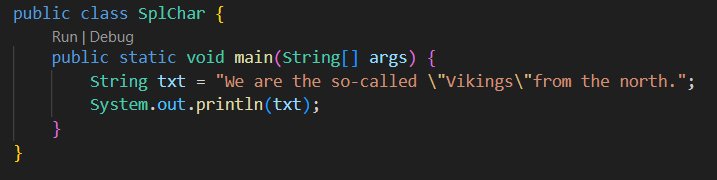 public class SplChar {
Run | Debug
public static void main(String[] args) {
String txt = "We are the so-called \"Vikings\"from the north.";
System.out.println(txt);
}
}